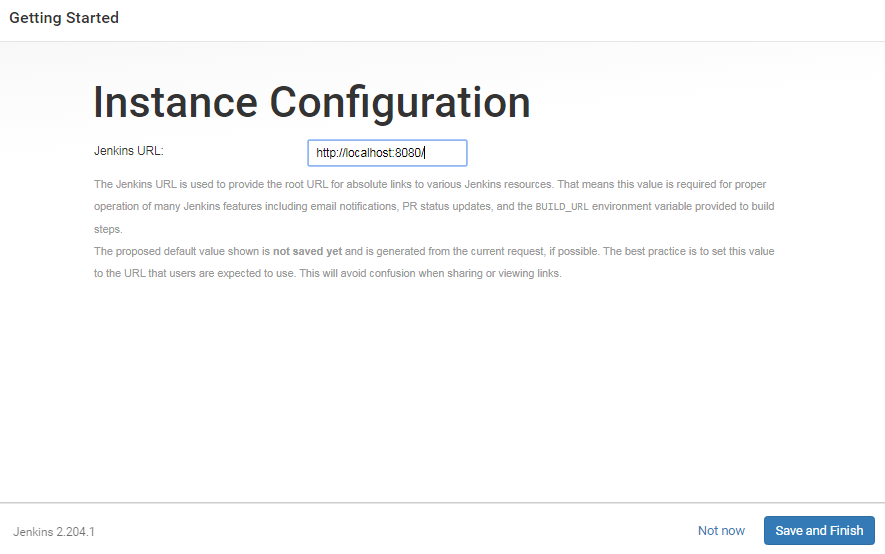 Getting Started
Instance Configuration
Jenkins URL: http://localhost:8080/
The Jenkins URL is used to provide the root URL for absolute links to various Jenkins resources. That means this value is required for proper
operation of many Jenkins features including email notifications, PR status updates, and the BUILD_URL environment variable provided to build
steps.
The proposed default value shown is not saved yet and is generated from the current request, if possible. The best practice is to set this value
to the URL that users are expected to use. This will avoid confusion when sharing or viewing links.
Jenkins 2.204.1 Not now Save and Finish